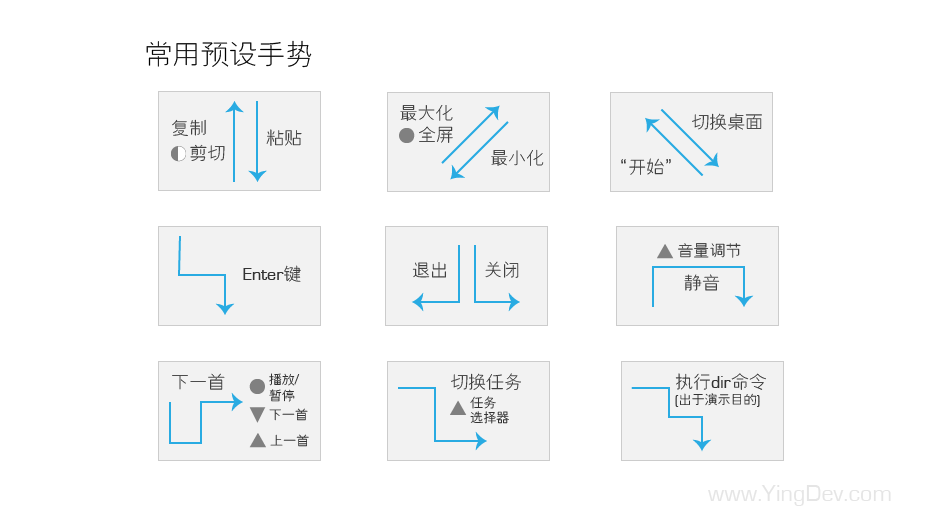 常用预设手势
复制
剪切
粘贴
最大化
全屏
最小化
切换桌面
“开始”
Enter键
退出
关闭
音量调节
静音
下一首
播放/
暂停
下一首
上一首
切换任务
任务
选择器
执行dir命令
(出于演示目的)
www.YingDev.com